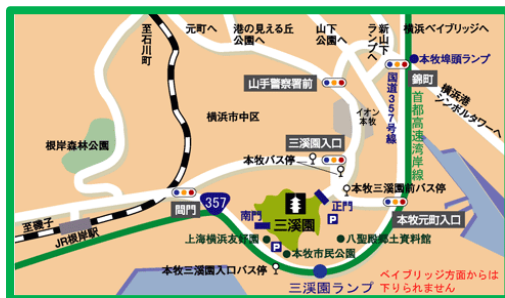 至石川町
元町へ
港の見える丘
公園へ
山下
公園へ
新山下
ランプへ
横浜ベイブリッジへ
本牧埠頭ランプ
錦町
横浜港
シンボルタワーへ
山手警察署前
国道357号線
首都高速湾岸線
イオン
本牧
横浜市中区
根岸森林公園
三溪園入口
本牧バス停
本牧三溪園前バス停
間門
357
南門
正門
P
三溪園
本牧元町入口
至磯子
JR根岸駅
上海横浜友好園
P
八聖殿郷土資料館
本牧市民公園
本牧三溪園入口バス停
三溪園ランプ
ベイブリッジ方面からは
下りられません